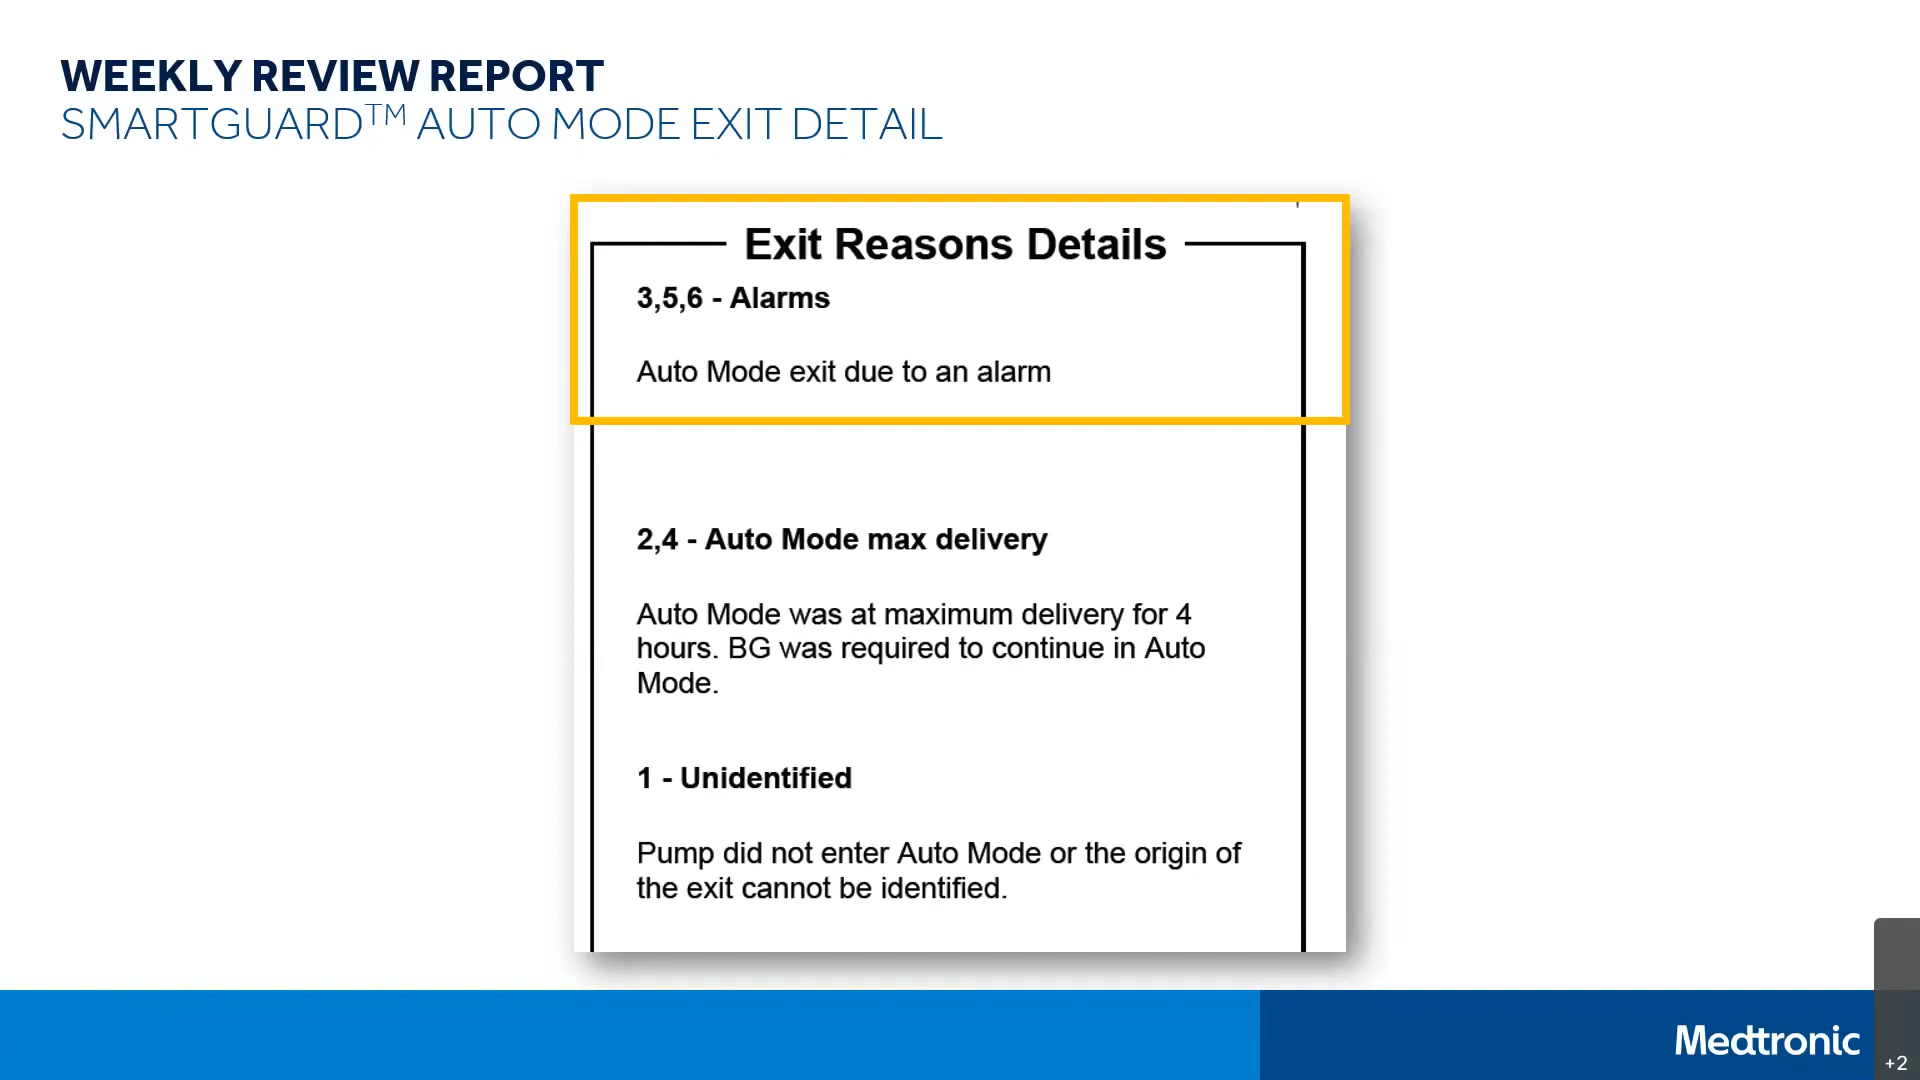 WEEKLY REVIEW REPORT
SMARTGUARD™ AUTO MODE EXIT DETAIL
Exit Reasons Details
3,5,6 - Alarms
Auto Mode exit due to an alarm
2,4 - Auto Mode max delivery
Auto Mode was at maximum delivery for 4
hours. BG was required to continue in Auto
Mode.
1 - Unidentified
Pump did not enter Auto Mode or the origin of
the exit cannot be identified.
Medtronic
+2